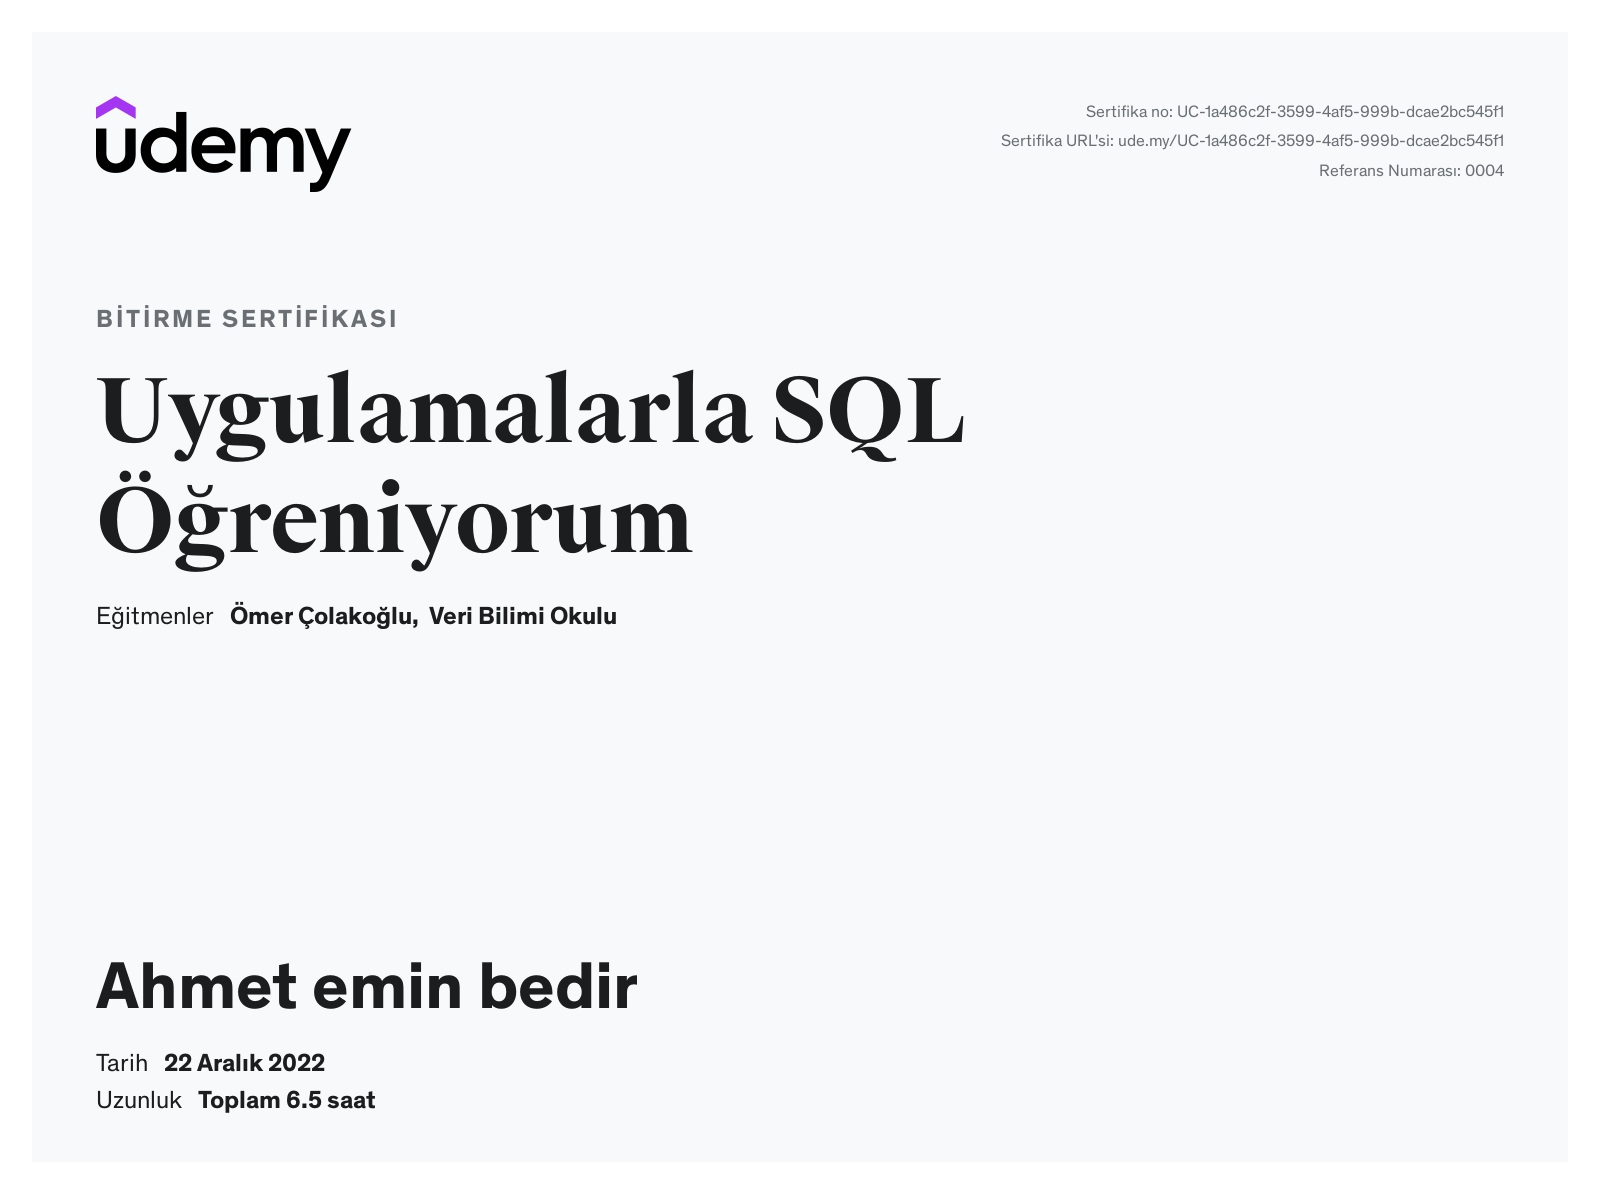 udemy
Sertifika no: UC-1a486c2f-3599-4af5-999b-dcae2bc545f1
Sertifika URL'si: ude.my/UC-1a486c2f-3599-4af5-999b-dcae2bc545f1
Referans Numarası: 0004
BİTİRME SERTİFİKASI
Uygulamalarla SQL
Öğreniyorum
Eğitmenler Ömer Çolakoğlu, Veri Bilimi Okulu
Ahmet emin bedir
Tarih 22 Aralık 2022
Uzunluk Toplam 6.5 saat